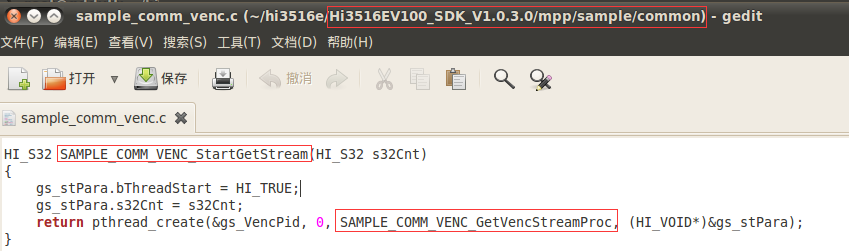 sample_comm_venc.c (~/hi3516e/Hi3516EV100_SDK_V1.0.3.0/mpp/sample/common) - gedit
文件(F) 编辑(E) 查看(V) 搜索(S) 工具(T) 文档(D) 帮助(H)
打开 保存 撤消
sample_comm_venc.c
HI_S32 SAMPLE_COMM_VENC_StartGetStream(HI_S32 s32Cnt)
{
    gs_stPara.bThreadStart = HI_TRUE;
    gs_stPara.s32Cnt = s32Cnt;
    return pthread_create(&gs_VencPid, 0, SAMPLE_COMM_VENC_GetVencStreamProc, (HI_VOID*)&gs_stPara);
}